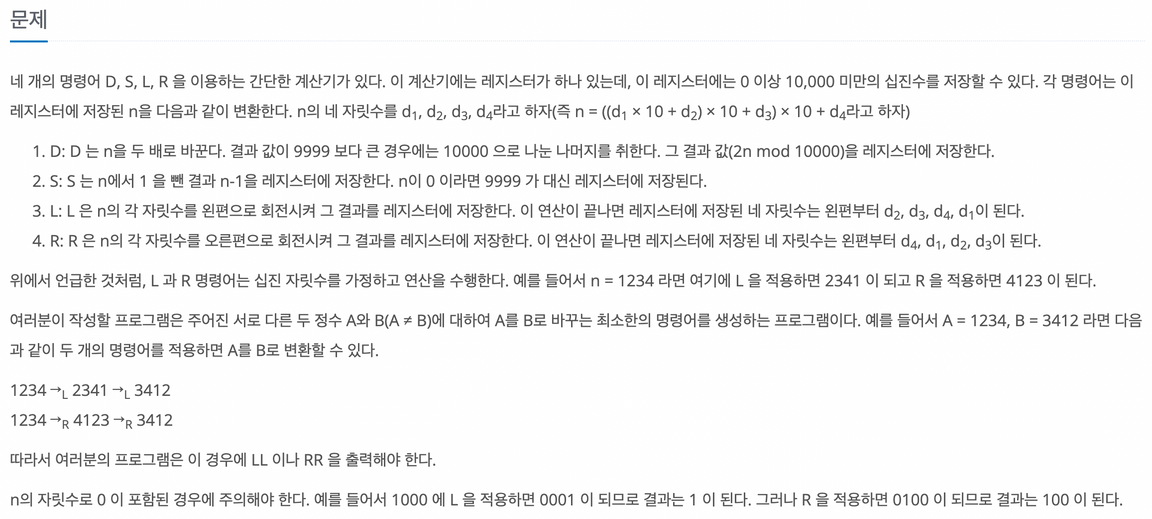 문제
네 개의 명령어 D, S, L, R 을 이용하는 간단한 계산기가 있다. 이 계산기에는 레지스터가 하나 있는데, 이 레지스터에는 0 이상 10,000 미만의 십진수를 저장할 수 있다. 각 명령어는 이
레지스터에 저장된 n을 다음과 같이 변환한다. n의 네 자릿수를 d₁, d₂, d₃, d₄라고 하자(즉 n = ((d₁ × 10 + d₂) × 10 + d₃) × 10 + d₄라고 하자)
1. D: D 는 n을 두 배로 바꾼다. 결과 값이 9999 보다 큰 경우에는 10000 으로 나눈 나머지를 취한다. 그 결과 값(2n mod 10000)을 레지스터에 저장한다.
2. S: S 는 n에서 1 을 뺀 결과 n-1을 레지스터에 저장한다. n이 0 이라면 9999 가 대신 레지스터에 저장된다.
3. L: L 은 n의 각 자릿수를 왼편으로 회전시켜 그 결과를 레지스터에 저장한다. 이 연산이 끝나면 레지스터에 저장된 네 자릿수는 왼편부터 d₂, d₃, d₄, d₁이 된다.
4. R: R 은 n의 각 자릿수를 오른편으로 회전시켜 그 결과를 레지스터에 저장한다. 이 연산이 끝나면 레지스터에 저장된 네 자릿수는 왼편부터 d₄, d₁, d₂, d₃이 된다.
위에서 언급한 것처럼, L 과 R 명령어는 십진 자릿수를 가정하고 연산을 수행한다. 예를 들어서 n = 1234 라면 여기에 L 을 적용하면 2341 이 되고 R 을 적용하면 4123 이 된다.
여러분이 작성할 프로그램은 주어진 서로 다른 두 정수 A와 B(A ≠ B)에 대하여 A를 B로 바꾸는 최소한의 명령어를 생성하는 프로그램이다. 예를 들어서 A = 1234, B = 3412 라면 다음
과 같이 두 개의 명령어를 적용하면 A를 B로 변환할 수 있다.
1234 →L 2341 →L 3412
1234 →R 4123 →R 3412
따라서 여러분의 프로그램은 이 경우에 LL 이나 RR 을 출력해야 한다.
n의 자릿수로 0 이 포함된 경우에 주의해야 한다. 예를 들어서 1000 에 L 을 적용하면 0001 이 되므로 결과는 1 이 된다. 그러나 R 을 적용하면 0100 이 되므로 결과는 100 이 된다.